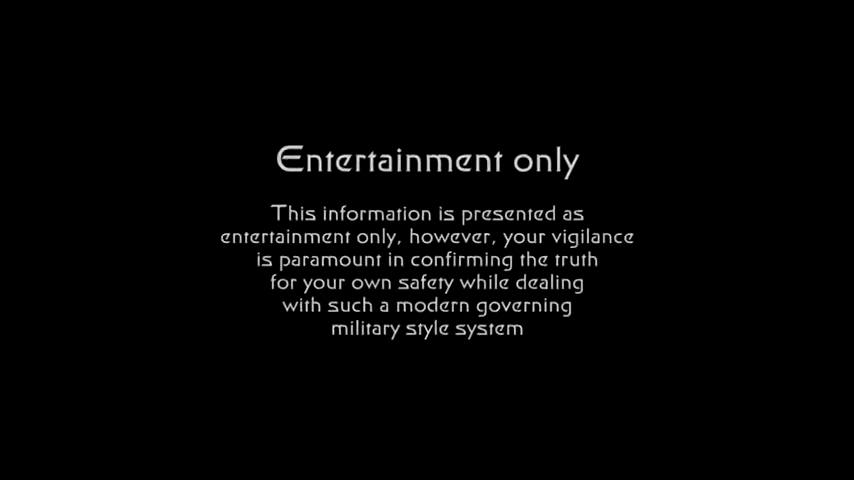 Entertainment only
This information is presented as
entertainment only, however, your vigilance
is paramount in confirming the truth
for your own safety while dealing
with such a modern governing
military style system